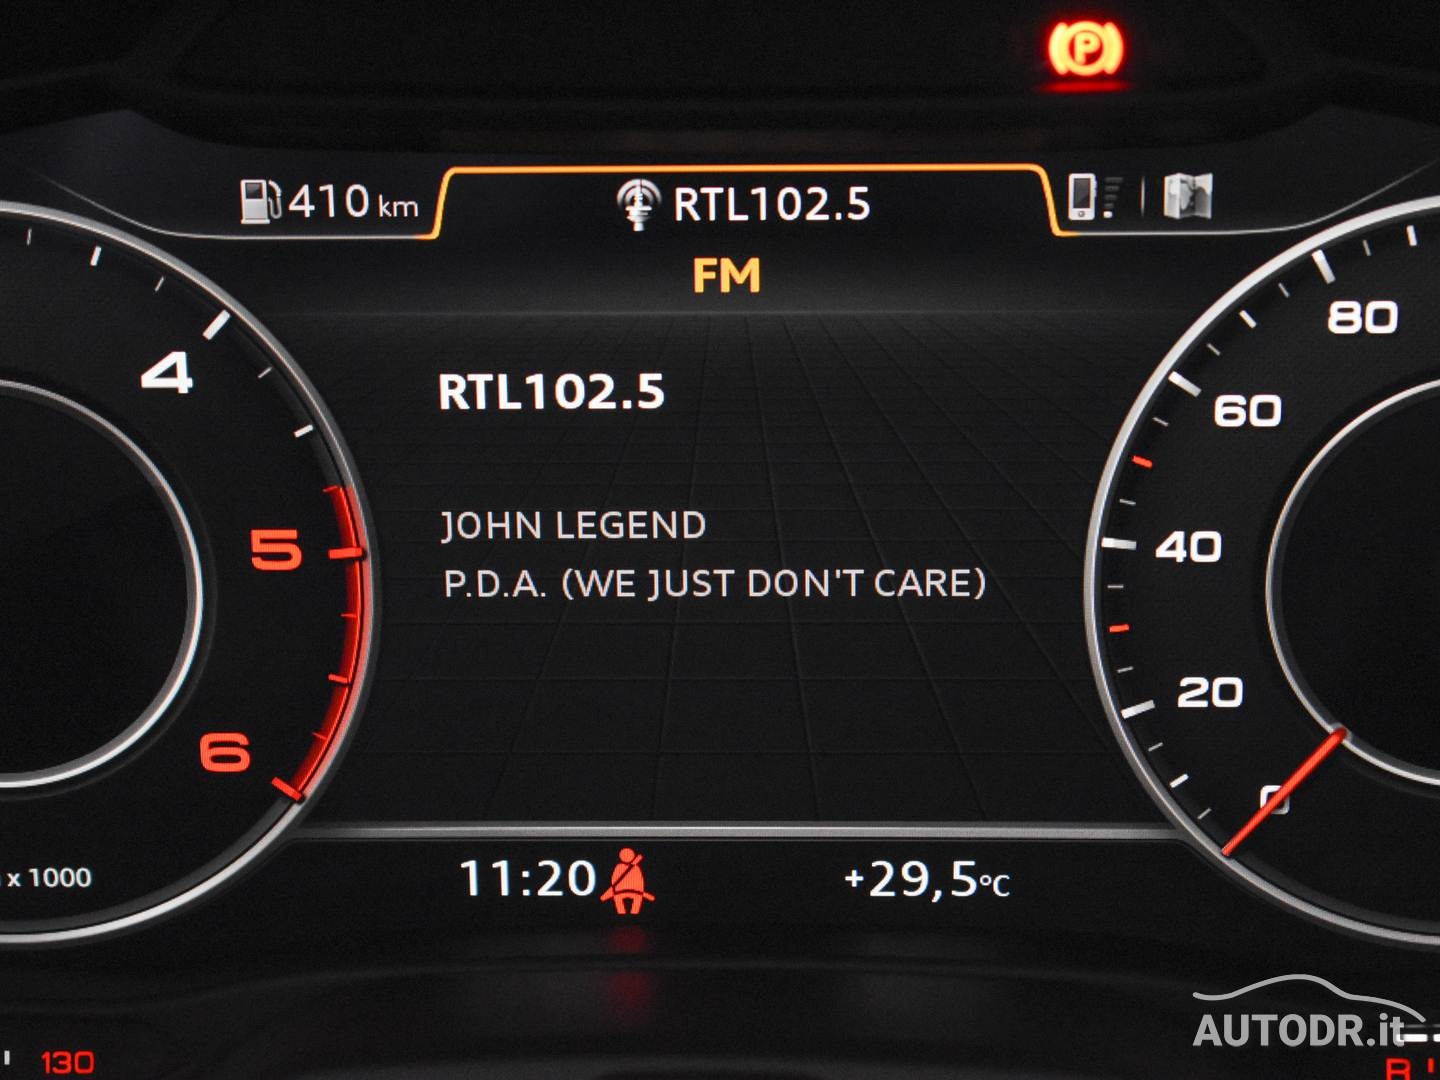 P
410 km
RTL102.5
FM
RTL102.5
JOHN LEGEND
P.D.A. (WE JUST DON'T CARE)
4
5
6
x 1000
80
60
40
20
0
11:20
+29,5°C
130
R
AUTODR.it